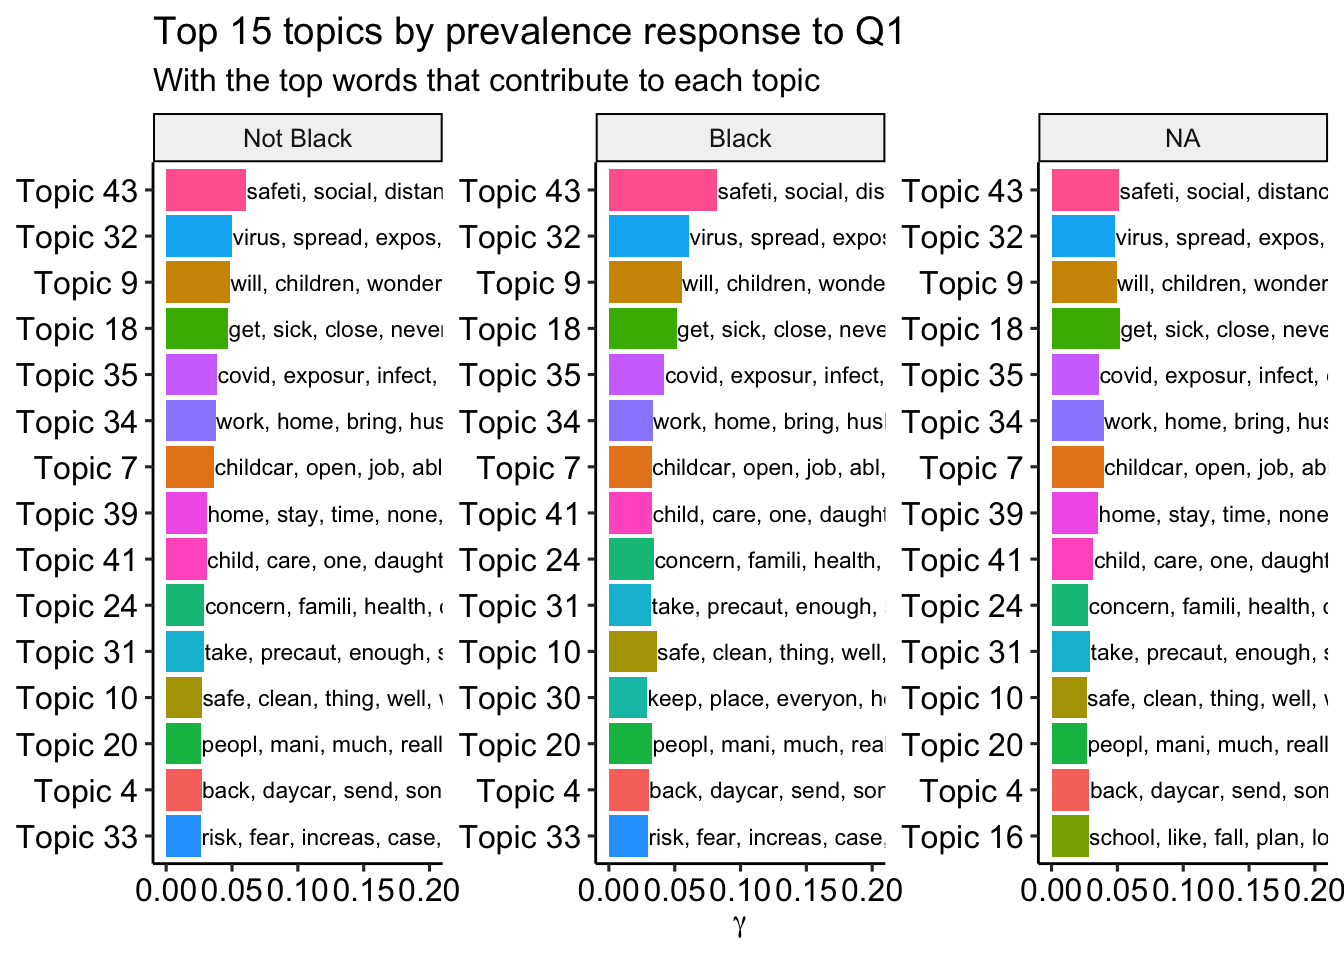 Top 15 topics by prevalence response to Q1
With the top words that contribute to each topic
Not Black
Topic 43 safeti, social, distan
Topic 32 virus, spread, expos,
Topic 9 will, children, wonder
Topic 18 get, sick, close, never
Topic 35 covid, exposur, infect,
Topic 34 work, home, bring, hus
Topic 7 childcar, open, job, abl
Topic 39 home, stay, time, none,
Topic 41 child, care, one, daught
Topic 24 concern, famili, health,
Topic 31 take, precaut, enough,
Topic 10 safe, clean, thing, well,
Topic 20 peopl, mani, much, reall
Topic 4 back, daycar, send, son
Topic 33 risk, fear, increas, case,
0.00 0.05 0.10 0.15 0.20
Black
Topic 43 safeti, social, dis
Topic 32 virus, spread, expos
Topic 9 will, children, wonde
Topic 18 get, sick, close, neve
Topic 35 covid, exposur, infect,
Topic 34 work, home, bring, hus
Topic 7 childcar, open, job, abl,
Topic 41 child, care, one, daught
Topic 24 concern, famili, health,
Topic 31 take, precaut, enough,
Topic 10 safe, clean, thing, well,
Topic 30 keep, place, everyon,
Topic 20 peopl, mani, much, real
Topic 4 back, daycar, send, son
Topic 33 risk, fear, increas, case,
0.00 0.05 0.10 0.15 0.20
NA
Topic 43 safeti, social, distanc
Topic 32 virus, spread, expos,
Topic 9 will, children, wonder
Topic 18 get, sick, close, neve
Topic 35 covid, exposur, infect,
Topic 34 work, home, bring, hus
Topic 7 childcar, open, job, abl
Topic 39 home, stay, time, none
Topic 41 child, care, one, daught
Topic 24 concern, famili, health,
Topic 31 take, precaut, enough,
Topic 10 safe, clean, thing, well,
Topic 20 peopl, mani, much, reall
Topic 4 back, daycar, send, son
Topic 16 school, like, fall, plan, lo
0.00 0.05 0.10 0.15 0.20
γ